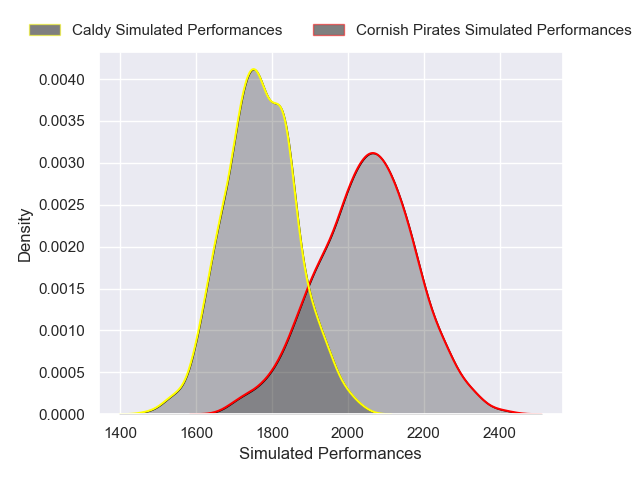 Caldy Simulated Performances
Cornish Pirates Simulated Performances
0.0040
0.0035
0.0030
0.0025
0.0020
0.0015
0.0010
0.0005
0.0000
Density
1400 1600 1800 2000 2200 2400
Simulated Performances